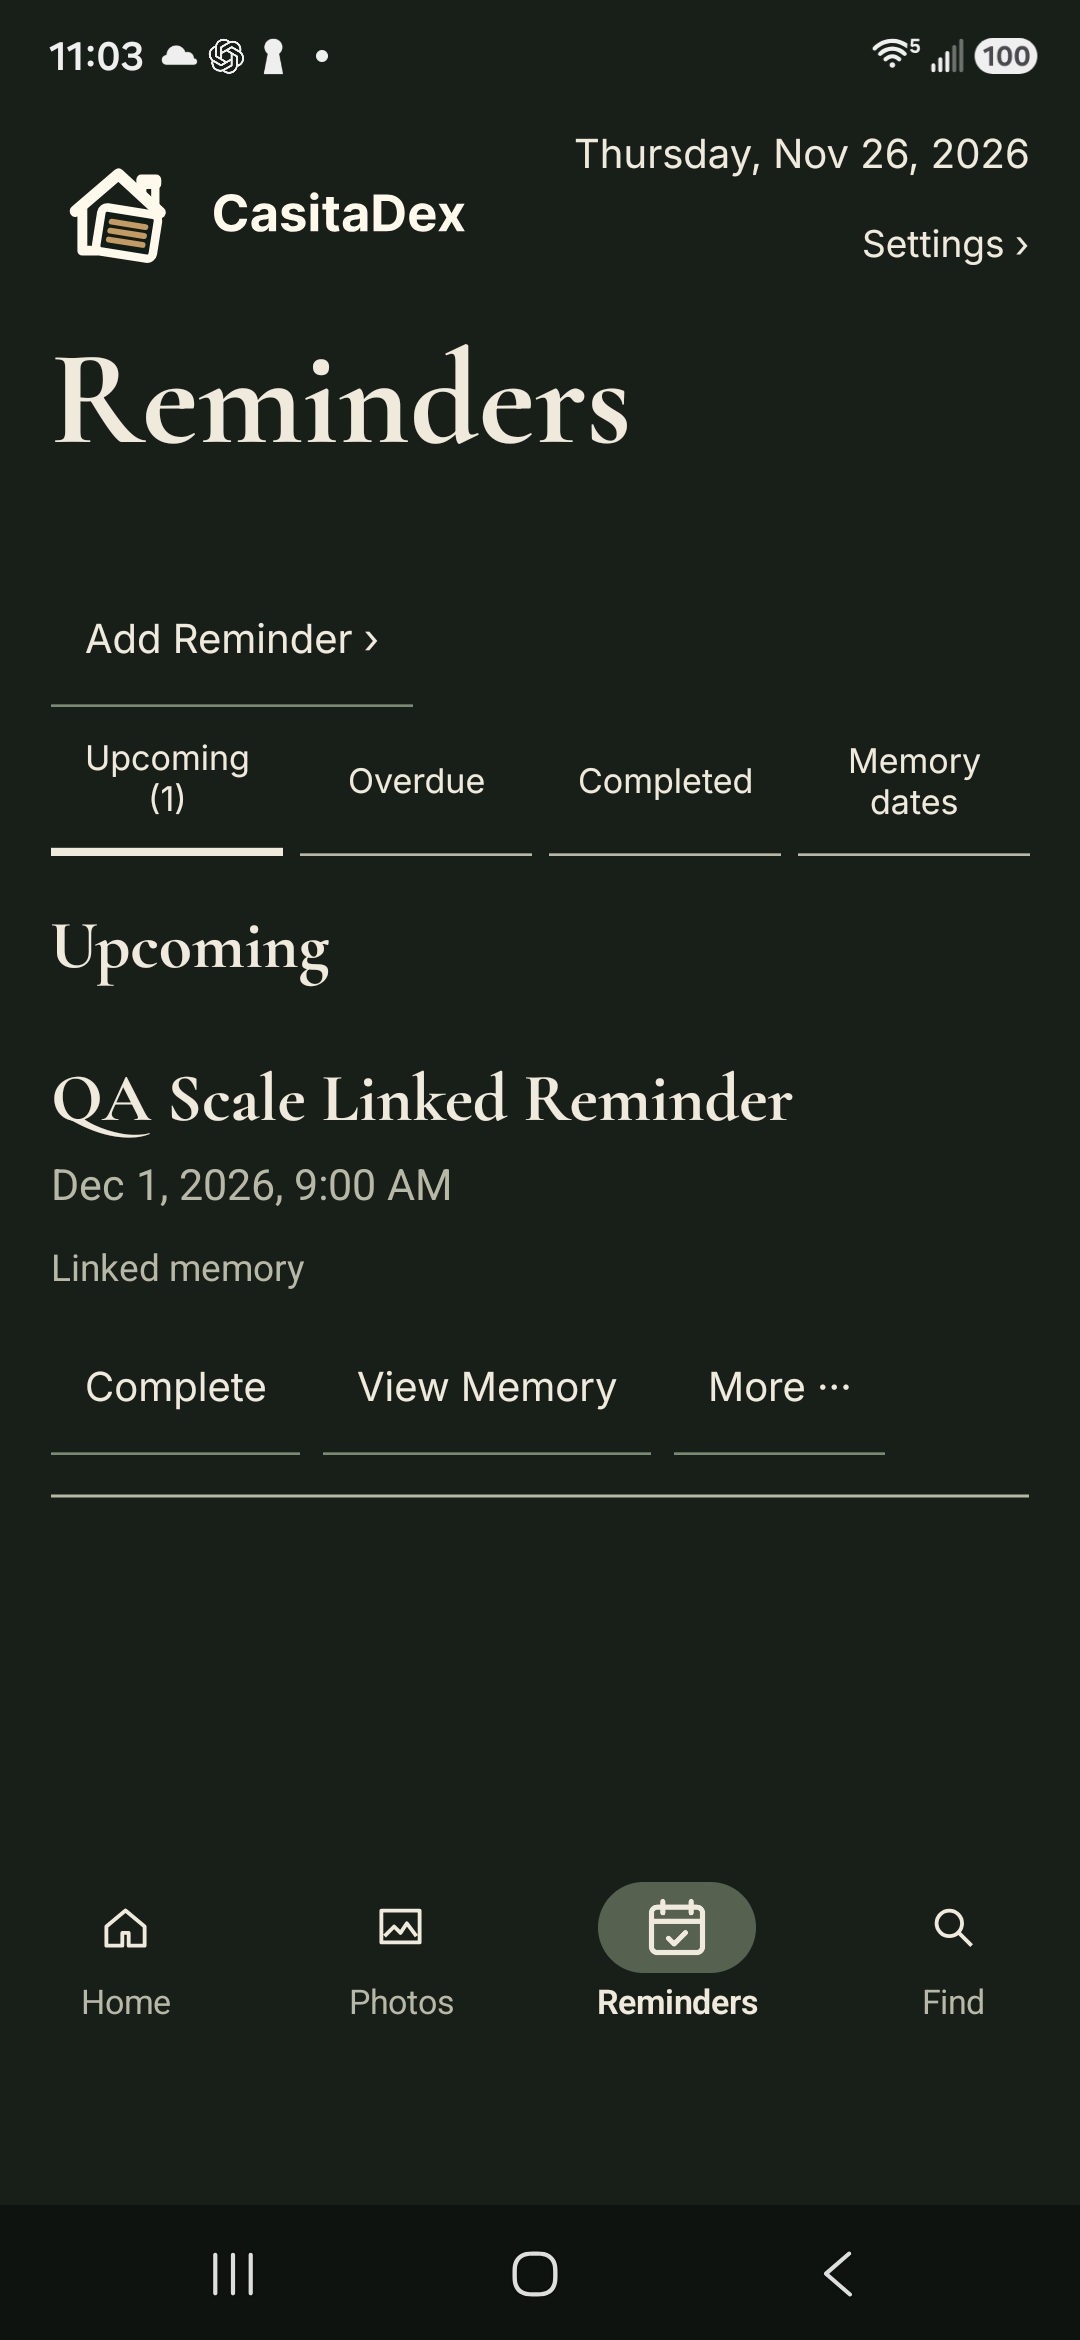 11:03
5
100
Thursday, Nov 26, 2026
CasitaDex
Settings ›
Reminders
Add Reminder ›
Upcoming
(1)
Overdue
Completed
Memory
dates
Upcoming
QA Scale Linked Reminder
Dec 1, 2026, 9:00 AM
Linked memory
Complete
View Memory
More ···
Home
Photos
Reminders
Find